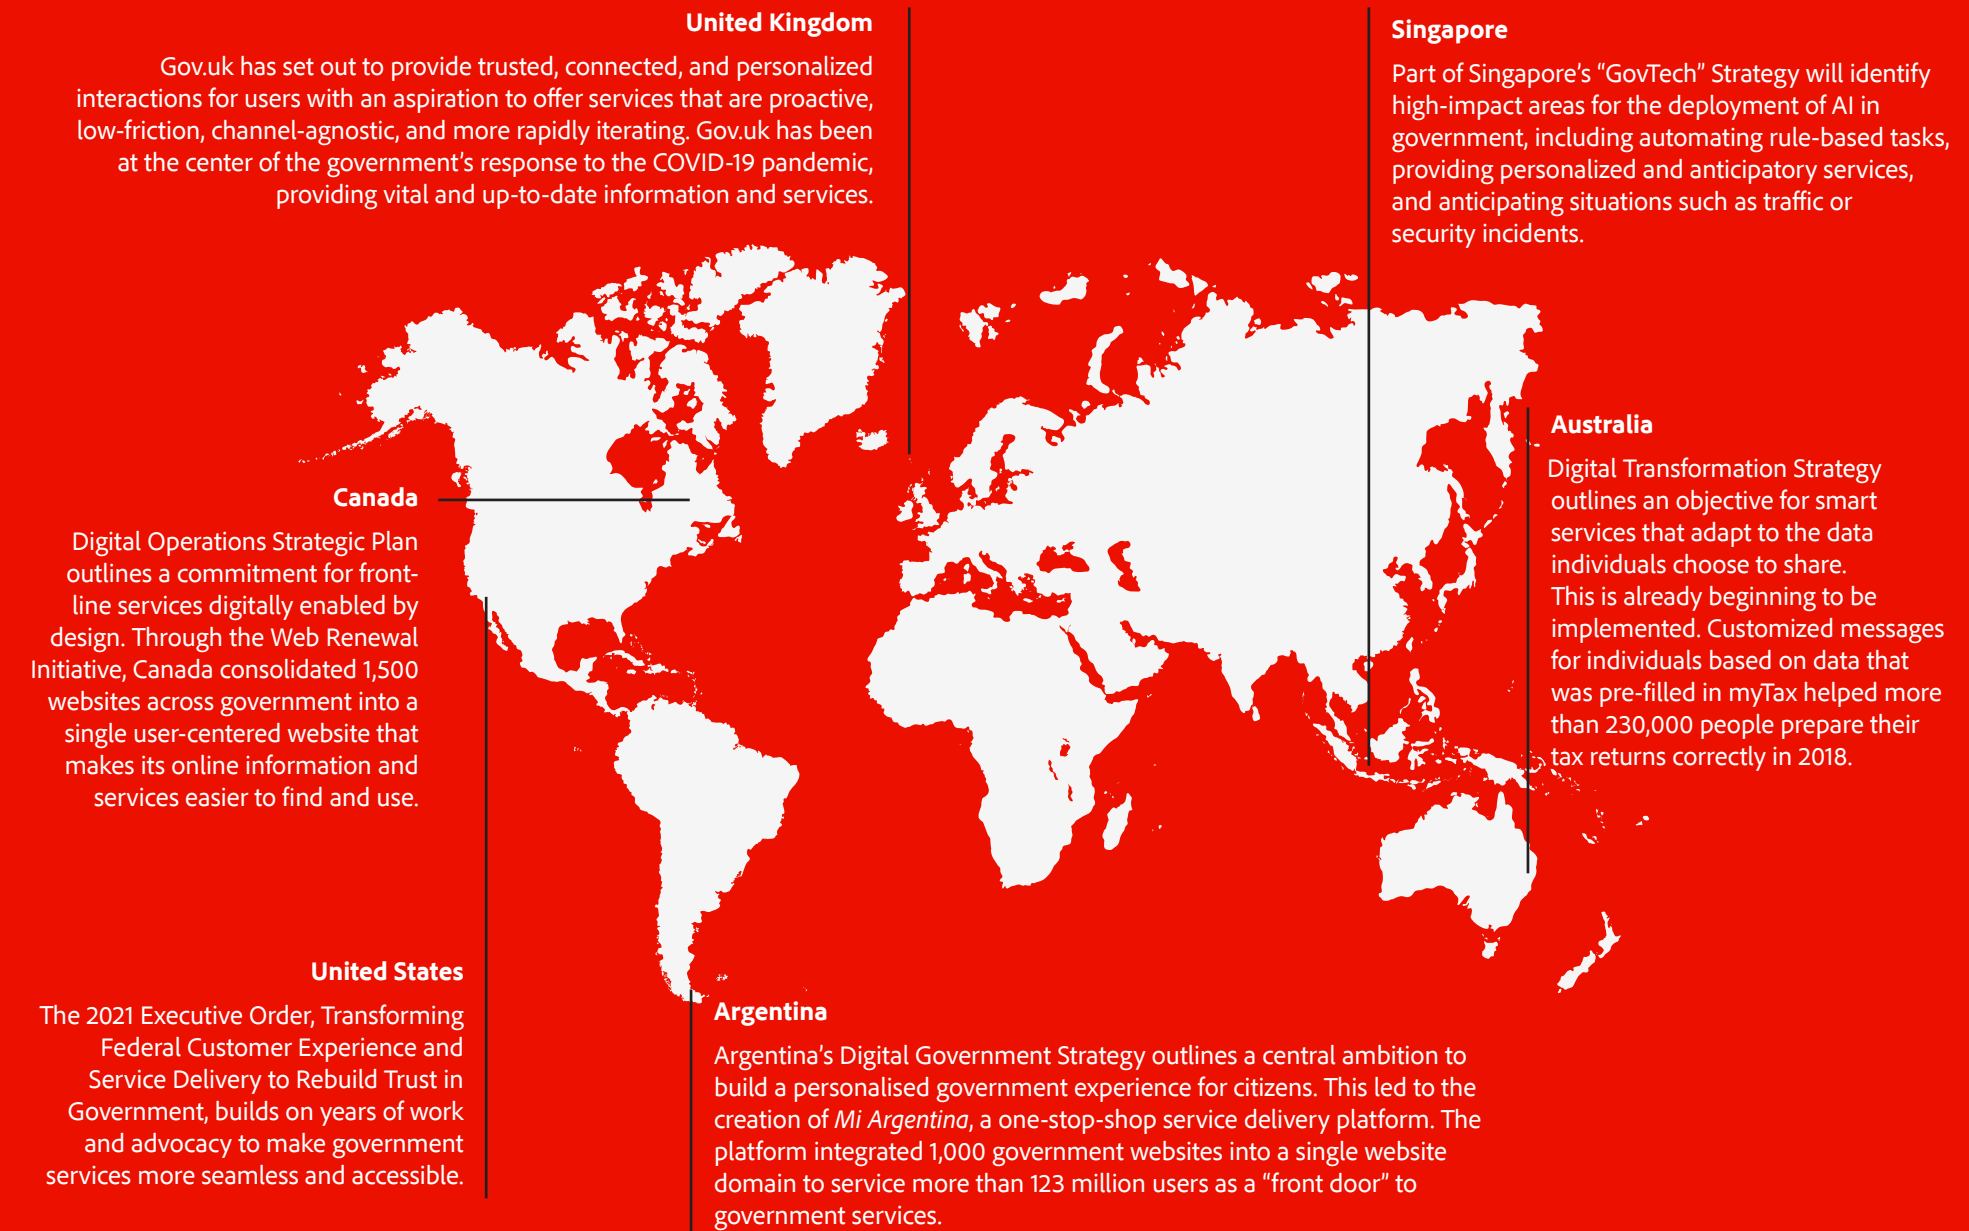 United Kingdom
Gov.uk has set out to provide trusted, connected, and personalized
interactions for users with an aspiration to offer services that are proactive,
low-friction, channel-agnostic, and more rapidly iterating. Gov.uk has been
at the center of the government’s response to the COVID-19 pandemic,
providing vital and up-to-date information and services.
Singapore
Part of Singapore’s “GovTech” Strategy will identify
high-impact areas for the deployment of AI in
government, including automating rule-based tasks,
providing personalized and anticipatory services,
and anticipating situations such as traffic or
security incidents.
Canada
Digital Operations Strategic Plan
outlines a commitment for front-
line services digitally enabled by
design. Through the Web Renewal
Initiative, Canada consolidated 1,500
websites across government into a
single user-centered website that
makes its online information and
services easier to find and use.
Australia
Digital Transformation Strategy
outlines an objective for smart
services that adapt to the data
individuals choose to share.
This is already beginning to be
implemented. Customized messages
for individuals based on data that
was pre-filled in myTax helped more
than 230,000 people prepare their
tax returns correctly in 2018.
United States
The 2021 Executive Order, Transforming
Federal Customer Experience and
Service Delivery to Rebuild Trust in
Government, builds on years of work
and advocacy to make government
services more seamless and accessible.
Argentina
Argentina’s Digital Government Strategy outlines a central ambition to
build a personalised government experience for citizens. This led to the
creation of Mi Argentina, a one-stop-shop service delivery platform. The
platform integrated 1,000 government websites into a single website
domain to service more than 123 million users as a “front door” to
government services.